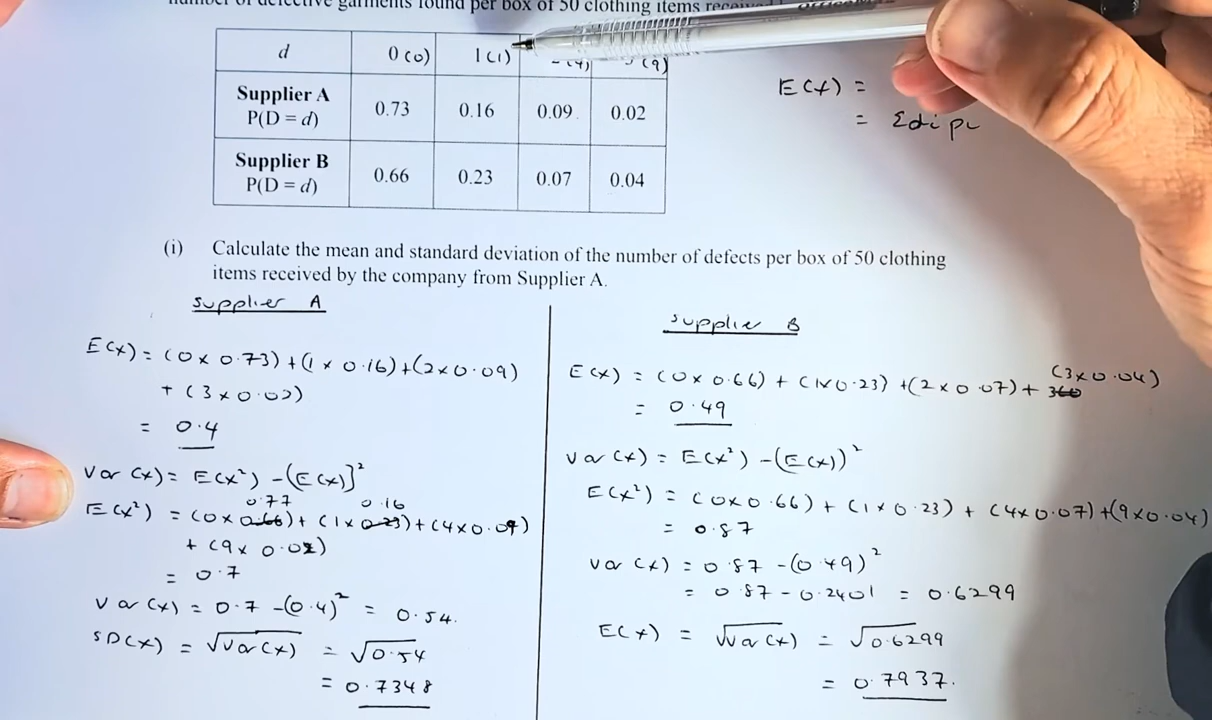 number of defective garments found per box of 50 clothing items
d 0 (0) 1 (1) (4) (9)
E(x) =
= Σdi pi
Supplier A
P(D = d) 0.73 0.16 0.09 0.02
Supplier B
P(D = d) 0.66 0.23 0.07 0.04
(i) Calculate the mean and standard deviation of the number of defects per box of 50 clothing
items received by the company from Supplier A.
Supplier A
E(x) = (0 x 0.73) + (1 x 0.16) + (2 x 0.09)
+ (3 x 0.02)
= 0.4
Var (x) = E(x²) - (E(x)]²
0.77 0.16
E(x²) = (0 x 0.66) + (1 x 0.23) + (4 x 0.09)
+ (9 x 0.02)
= 0.7
Var (x) = 0.7 - (0.4)² = 0.54.
SD(x) = √Var(x) = √0.54
= 0.7348
Supplier B
(3 x 0.04)
E(x) = (0 x 0.66) + (1 x 0.23) + (2 x 0.07) + 360
= 0.49
Var (x) = E(x²) - (E(x))²
E(x²) = (0 x 0.66) + (1 x 0.23) + (4 x 0.07) + (9 x 0.04)
= 0.87
Var (x) = 0.87 - (0.49)²
= 0.87 - 0.2401 = 0.6299
E(x) = √Var(x) = √0.6299
= 0.7937.